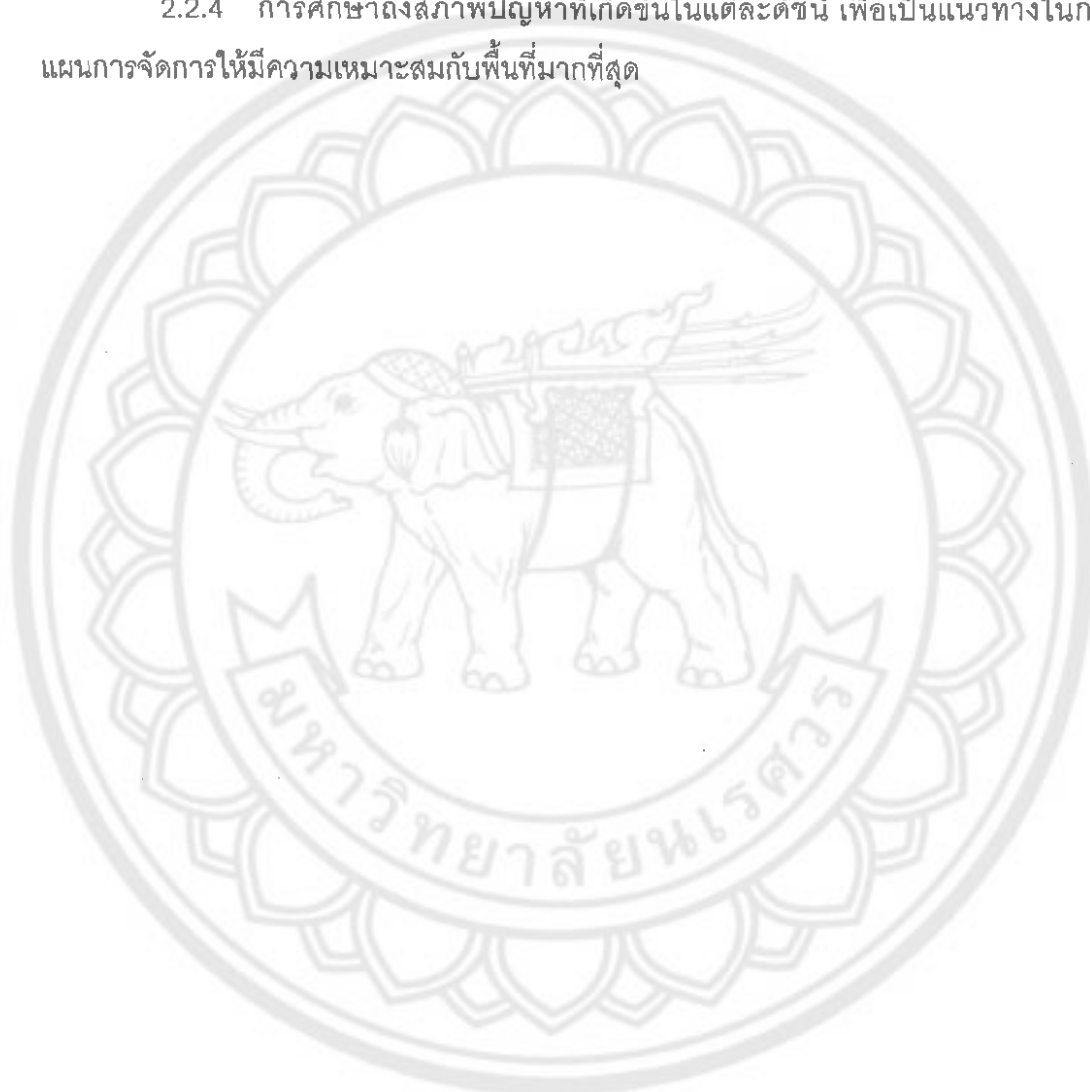 2.2.4 การศึกษาถึงสภาพปัญหาที่เกิดขึ้นในแต่ละดัชนี เพื่อเป็นแนวทางในก
แผนการจัดการให้มีความเหมาะสมกับพื้นที่มากที่สุด
มหาวิทยาลัยนเรศวร